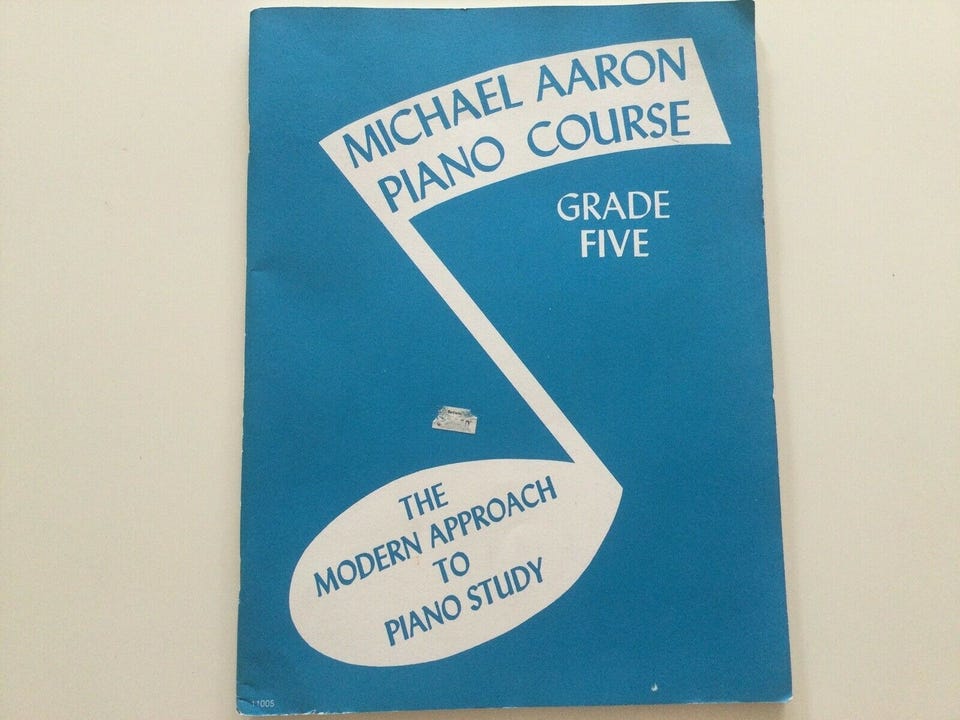 MICHAEL AARON
PIANO COURSE
GRADE
FIVE
THE
MODERN APPROACH
TO
PIANO STUDY
11005